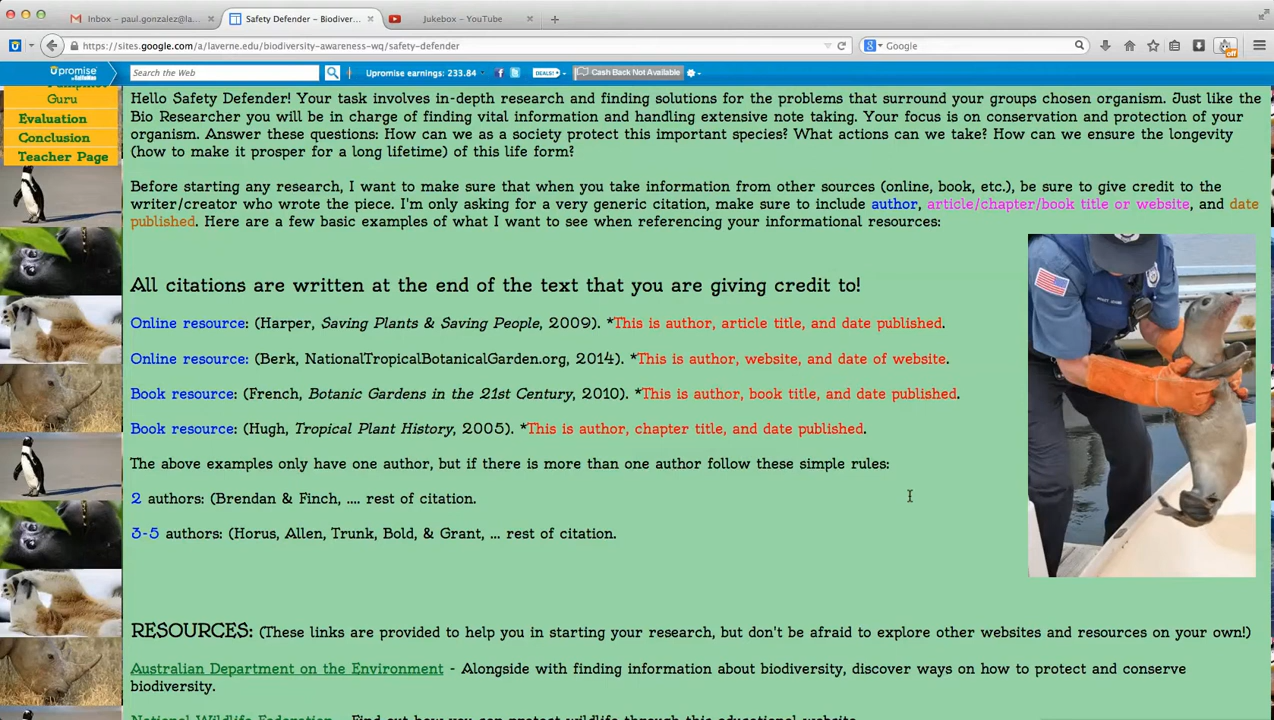 Inbox – paul.gonzalez@la...
Safety Defender – Biodiver...
Jukebox – YouTube
https://sites.google.com/a/laverne.edu/biodiversity-awareness-wq/safety-defender
Google
off
Upromise
Search the Web
Upromise earnings: 233.84
DEALS!
Cash Back Not Available
Guru
Evaluation
Conclusion
Teacher Page
Hello Safety Defender! Your task involves in-depth research and finding solutions for the problems that surround your groups chosen organism. Just like the
Bio Researcher you will be in charge of finding vital information and handling extensive note taking. Your focus is on conservation and protection of your
organism. Answer these questions: How can we as a society protect this important species? What actions can we take? How can we ensure the longevity
(how to make it prosper for a long lifetime) of this life form?
Before starting any research, I want to make sure that when you take information from other sources (online, book, etc.), be sure to give credit to the
writer/creator who wrote the piece. I'm only asking for a very generic citation, make sure to include author, article/chapter/book title or website, and date
published. Here are a few basic examples of what I want to see when referencing your informational resources:
All citations are written at the end of the text that you are giving credit to!
Online resource: (Harper, Saving Plants & Saving People, 2009). *This is author, article title, and date published.
Online resource: (Berk, NationalTropicalBotanicalGarden.org, 2014). *This is author, website, and date of website.
Book resource: (French, Botanic Gardens in the 21st Century, 2010). *This is author, book title, and date published.
Book resource: (Hugh, Tropical Plant History, 2005). *This is author, chapter title, and date published.
The above examples only have one author, but if there is more than one author follow these simple rules:
2 authors: (Brendan & Finch, .... rest of citation.
3-5 authors: (Horus, Allen, Trunk, Bold, & Grant, ... rest of citation.
RESOURCES: (These links are provided to help you in starting your research, but don't be afraid to explore other websites and resources on your own!)
Australian Department on the Environment - Alongside with finding information about biodiversity, discover ways on how to protect and conserve
biodiversity.
National Wildlife Federation - Find out how you can protect wildlife through this educational website.